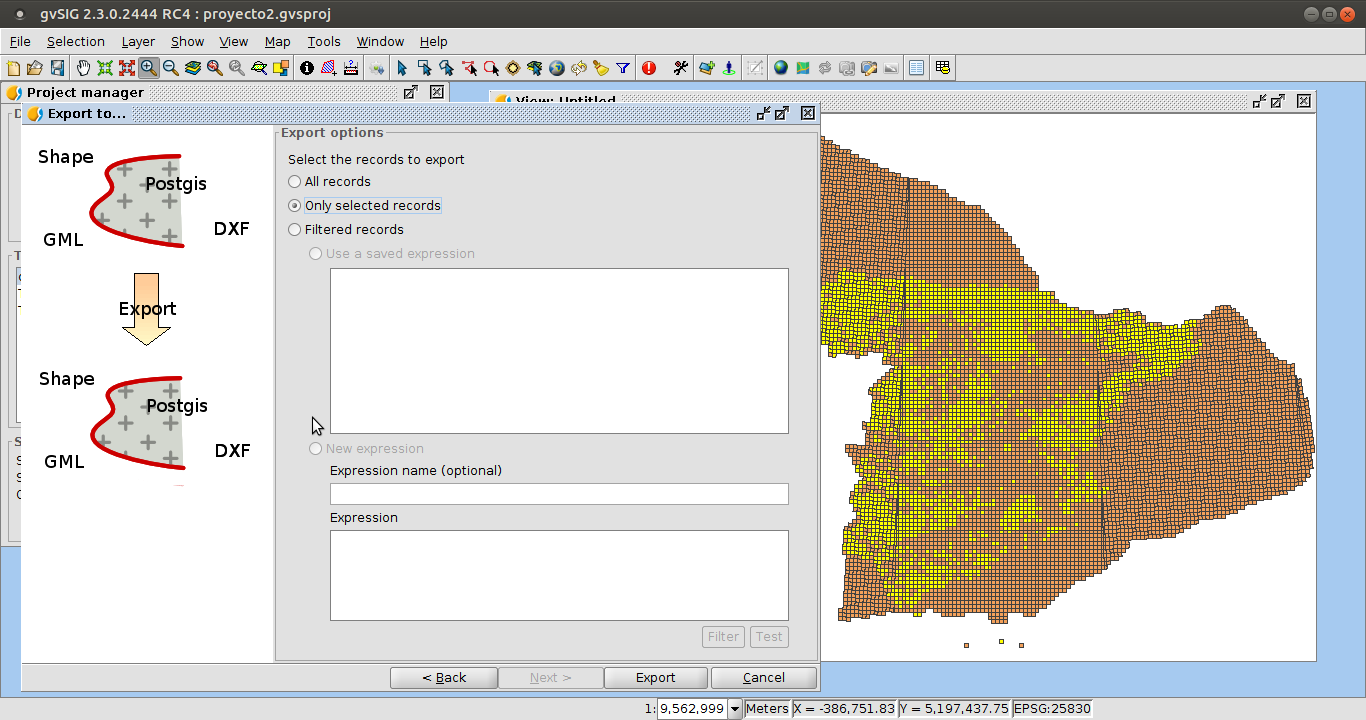 gvSIG 2.3.0.2444 RC4 : proyecto2.gvsproj
File Selection Layer Show View Map Tools Window Help
Project manager
View: Untitled
Export to...
Shape
Postgis
GML
DXF
Export
Shape
Postgis
GML
DXF
Export options
Select the records to export
All records
Only selected records
Filtered records
Use a saved expression
New expression
Expression name (optional)
Expression
Filter Test
< Back Next > Export Cancel
1: 9,562,999 Meters X = -386,751.83 Y = 5,197,437.75 EPSG:25830